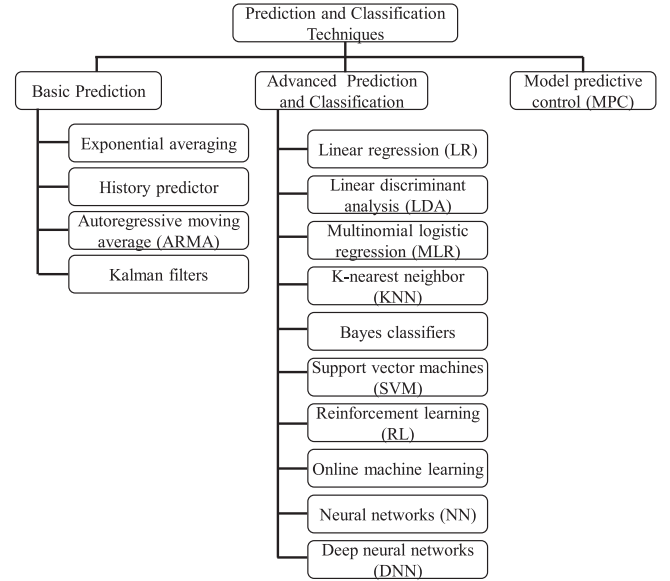 Prediction and Classification
Techniques
Basic Prediction
Advanced Prediction
and Classification
Model predictive
control (MPC)
Exponential averaging
History predictor
Autoregressive moving
average (ARMA)
Kalman filters
Linear regression (LR)
Linear discriminant
analysis (LDA)
Multinomial logistic
regression (MLR)
K-nearest neighbor
(KNN)
Bayes classifiers
Support vector machines
(SVM)
Reinforcement learning
(RL)
Online machine learning
Neural networks (NN)
Deep neural networks
(DNN)